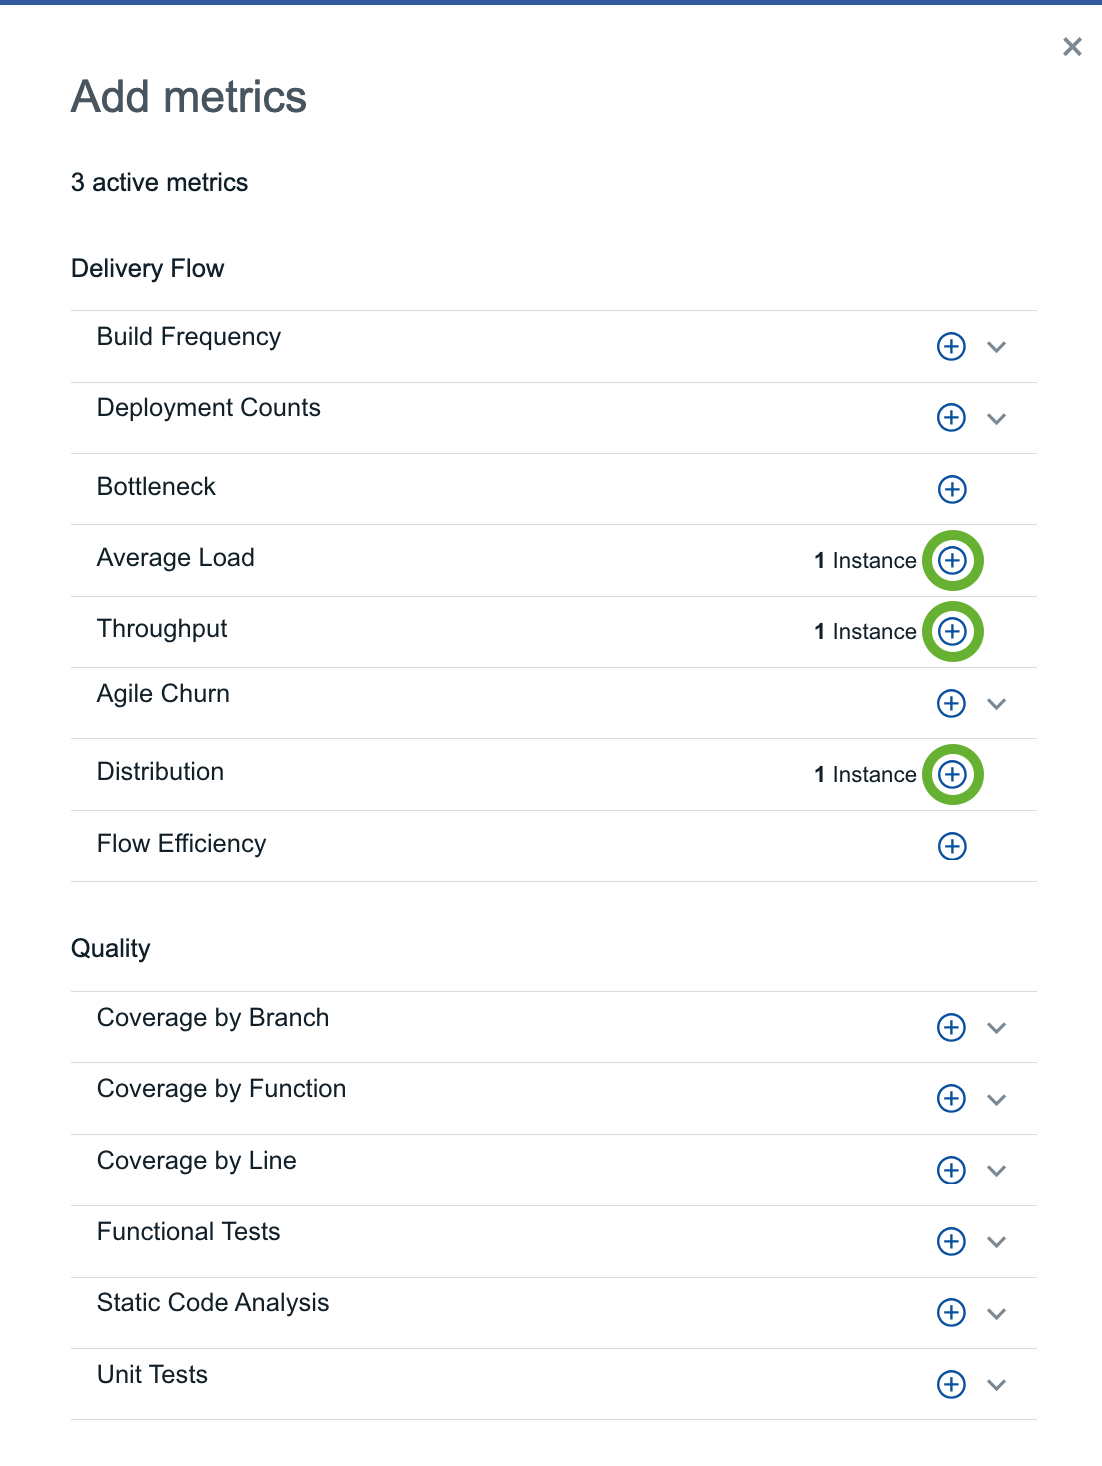 Add metrics
3 active metrics
Delivery Flow
Build Frequency
Deployment Counts
Bottleneck
Average Load 1 Instance
Throughput 1 Instance
Agile Churn
Distribution 1 Instance
Flow Efficiency
Quality
Coverage by Branch
Coverage by Function
Coverage by Line
Functional Tests
Static Code Analysis
Unit Tests